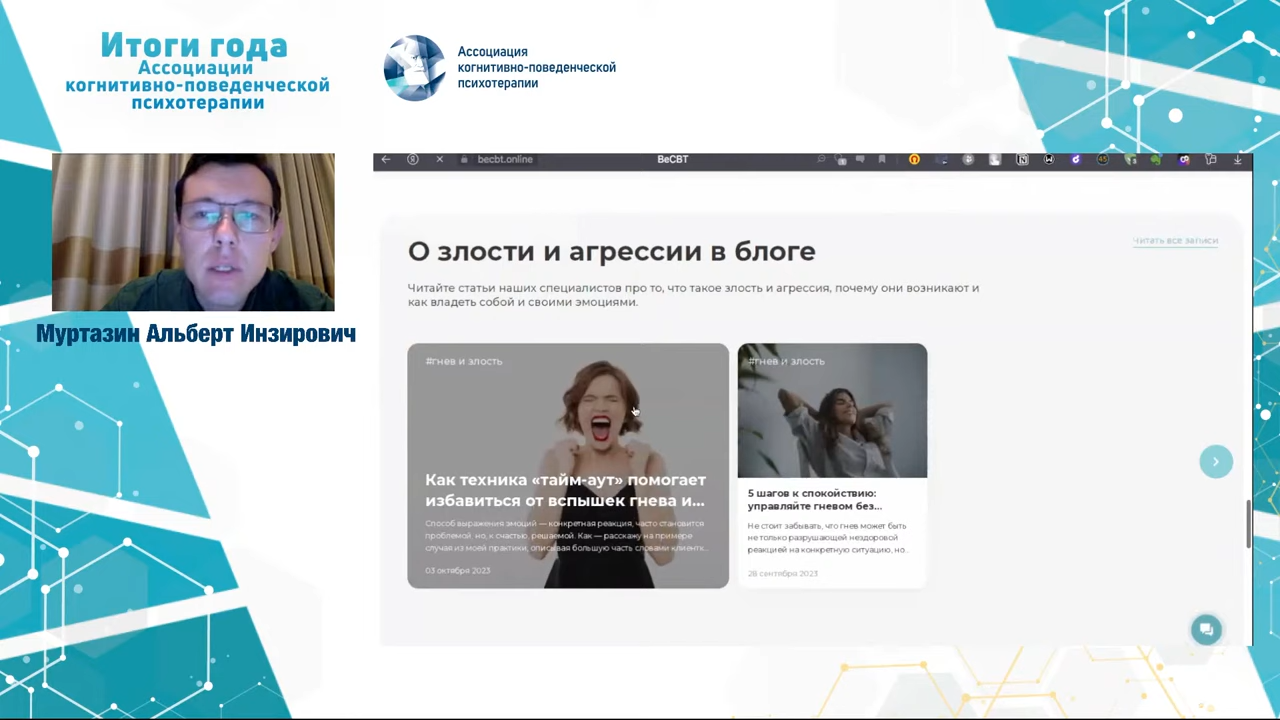 Итоги года
Ассоциации
когнитивно-поведенческой
психотерапии
Ассоциация
когнитивно-поведенческой
психотерапии
Муртазин Альберт Инзирович
becbt.online
BeCBT
О злости и агрессии в блоге
Читать все записи
Читайте статьи наших специалистов про то, что такое злость и агрессия, почему они возникают и
как владеть собой и своими эмоциями.
#гнев и злость
Как техника «тайм-аут» помогает
избавиться от вспышек гнева и...
Способ выражения эмоций — конкретная реакция, часто становится
проблемой, но, к счастью, решаемой. Как — расскажу на примере
случая из моей практики, описывая большую часть словами клиентк...
03 октября 2023
#гнев и злость
5 шагов к спокойствию:
управляйте гневом без...
Не стоит забывать, что гнев может быть
не только разрушающей нездоровой
реакцией на конкретную ситуацию, но...
28 сентября 2023